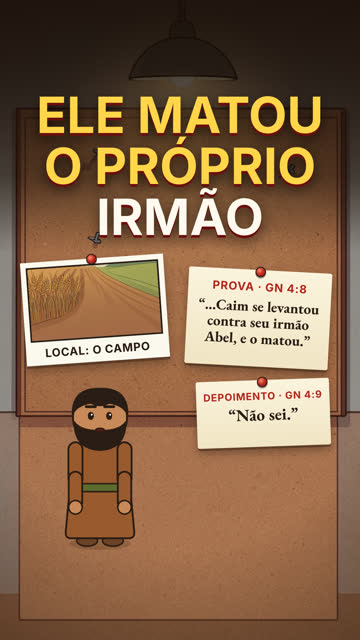 ELE MATOU
O PRÓPRIO
IRMÃO
LOCAL: O CAMPO
PROVA · GN 4:8
“...Caim se levantou
contra seu irmão
Abel, e o matou.”
DEPOIMENTO · GN 4:9
“Não sei.”